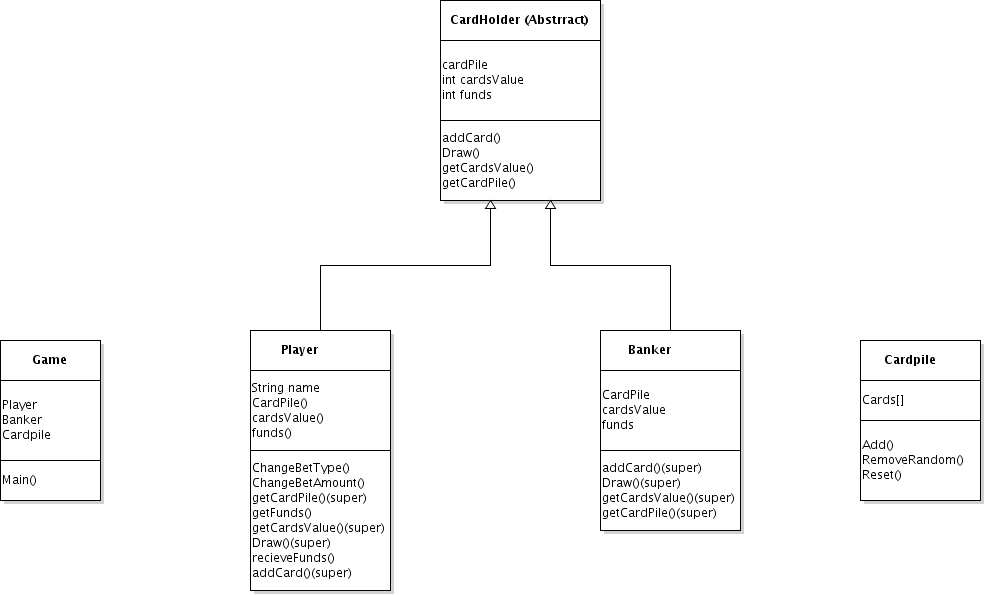 CardHolder (Abstrract)
cardPile
int cardsValue
int funds
addCard()
Draw()
getCardsValue()
getCardPile()
Game
Player
Banker
Cardpile
Main()
Player
String name
CardPile()
cardsValue()
funds()
ChangeBetType()
ChangeBetAmount()
getCardPile()(super)
getFunds()
getCardsValue()(super)
Draw()(super)
recieveFunds()
addCard()(super)
Banker
CardPile
cardsValue
funds
addCard()(super)
Draw()(super)
getCardsValue()(super)
getCardPile()(super)
Cardpile
Cards[]
Add()
RemoveRandom()
Reset()